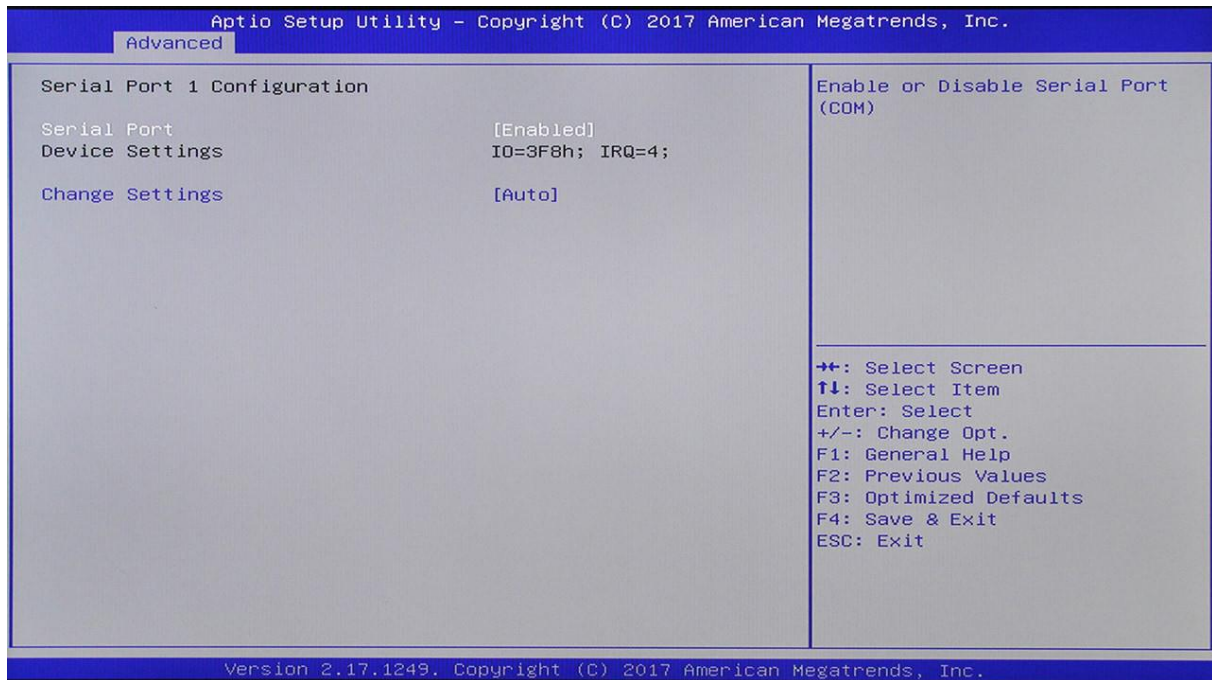 Aptio Setup Utility – Copyright (C) 2017 American Megatrends, Inc.
Advanced
Serial Port 1 Configuration
Serial Port [Enabled]
Device Settings IO=3F8h; IRQ=4;
Change Settings [Auto]
Enable or Disable Serial Port
(COM)
→←: Select Screen
↑↓: Select Item
Enter: Select
+/-: Change Opt.
F1: General Help
F2: Previous Values
F3: Optimized Defaults
F4: Save & Exit
ESC: Exit
Version 2.17.1249. Copyright (C) 2017 American Megatrends, Inc.